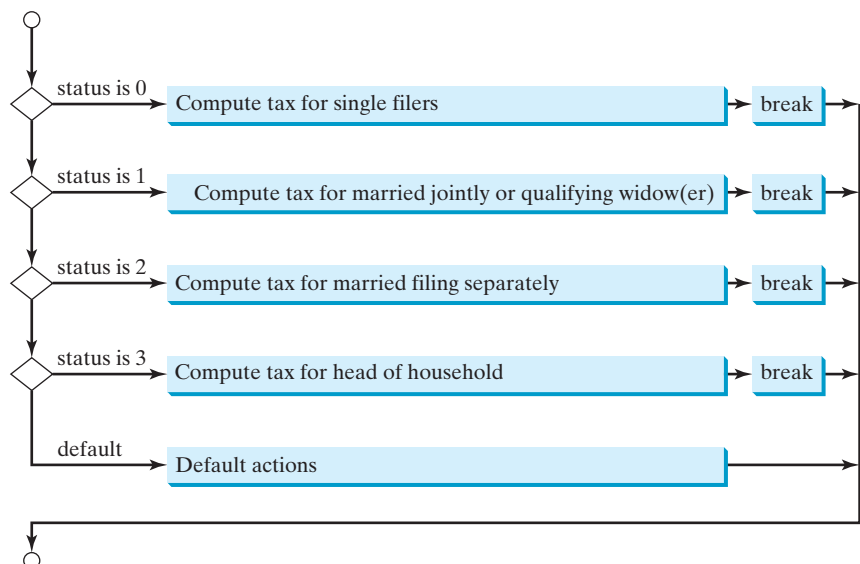 status is 0
Compute tax for single filers
break
status is 1
Compute tax for married jointly or qualifying widow(er)
break
status is 2
Compute tax for married filing separately
break
status is 3
Compute tax for head of household
break
default
Default actions